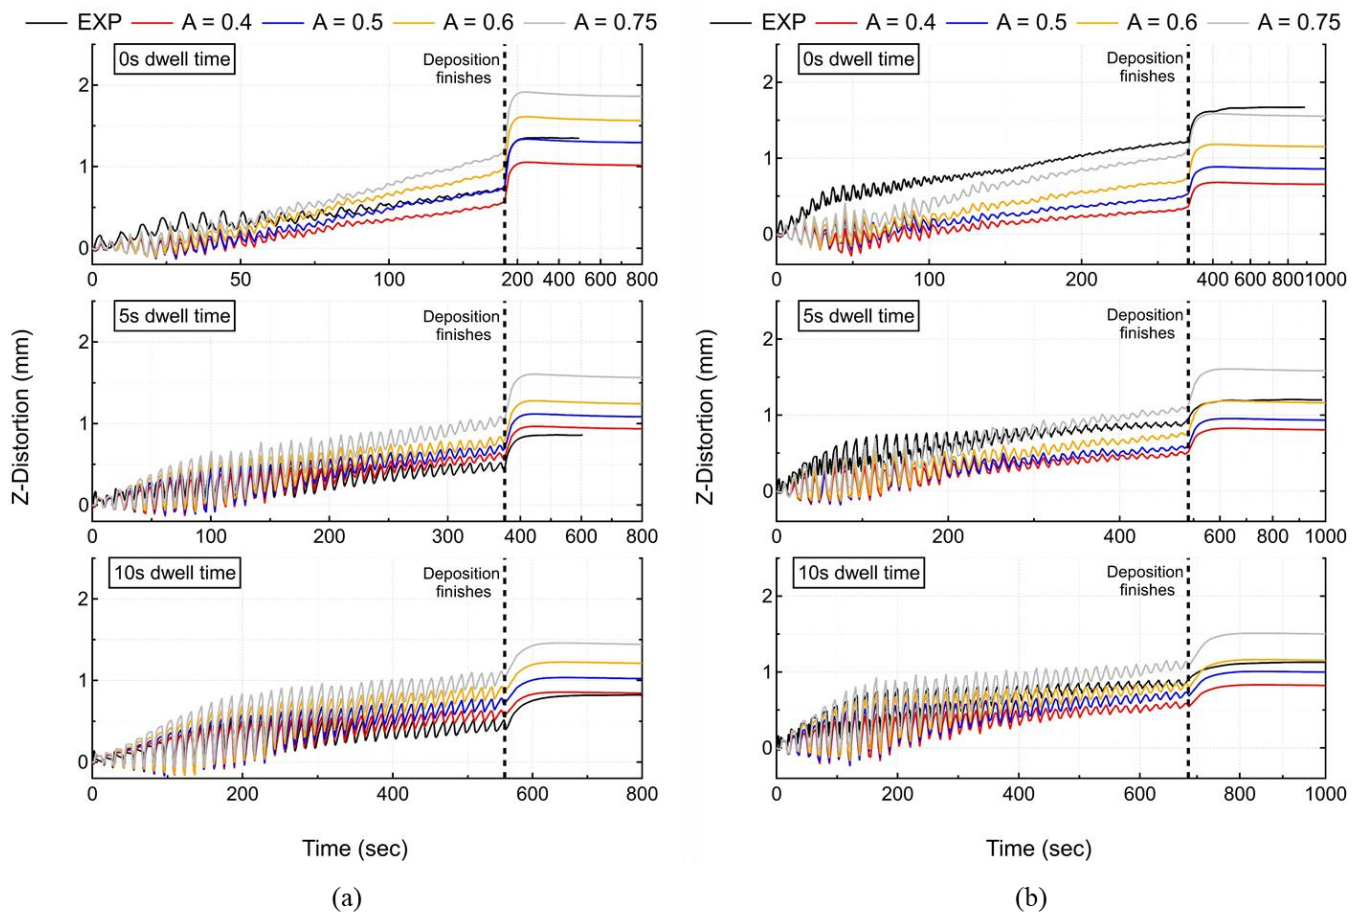 EXP A = 0.4 A = 0.5 A = 0.6 A = 0.75
0s dwell time
Deposition
finishes
2
1
0
0 50 100 200 400 600 800
5s dwell time
Deposition
finishes
2
1
0
0 100 200 300 400 600 800
10s dwell time
Deposition
finishes
2
1
0
0 200 400 600 800
Z-Distortion (mm)
Time (sec)
(a)
EXP A = 0.4 A = 0.5 A = 0.6 A = 0.75
0s dwell time
Deposition
finishes
2
1
0
0 100 200 400 600 800 1000
5s dwell time
Deposition
finishes
2
1
0
0 200 400 600 800 1000
10s dwell time
Deposition
finishes
2
1
0
0 200 400 600 800 1000
Z-Distortion (mm)
Time (sec)
(b)